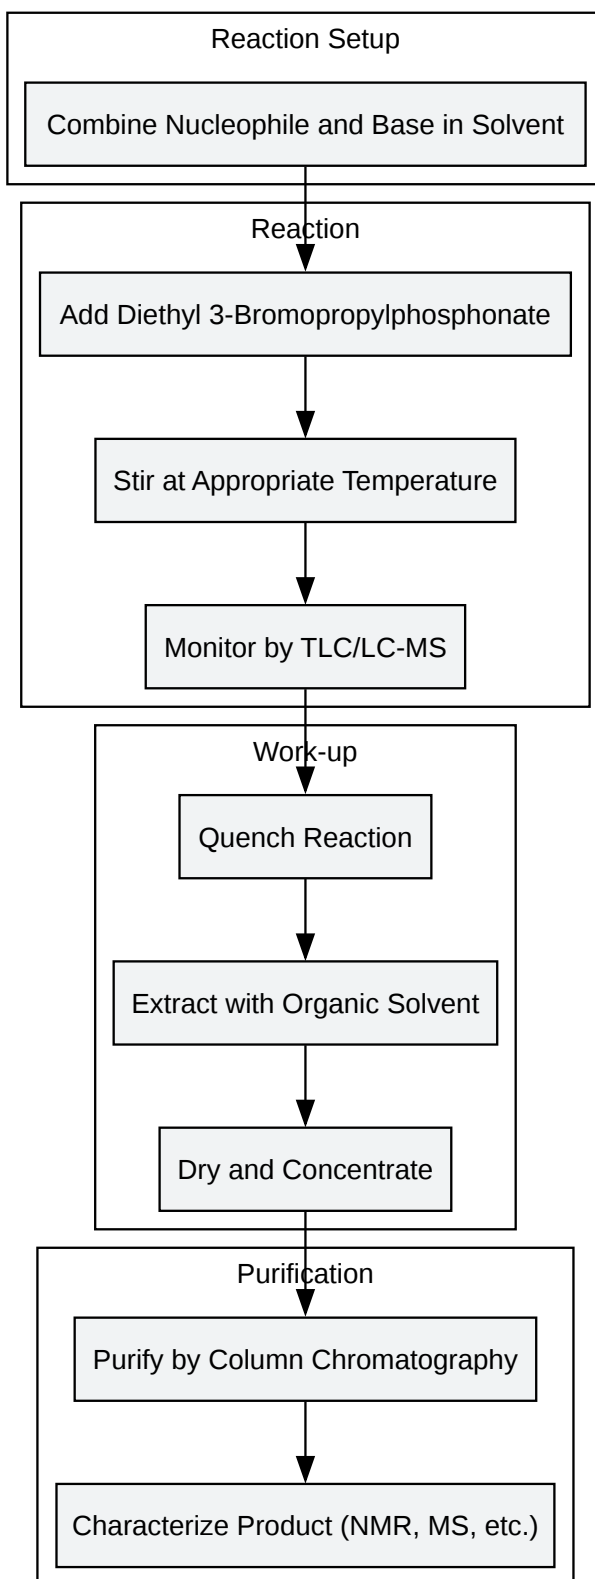 Reaction Setup
Combine Nucleophile and Base in Solvent
Reaction
Add Diethyl 3-Bromopropylphosphonate
Stir at Appropriate Temperature
Monitor by TLC/LC-MS
Work-up
Quench Reaction
Extract with Organic Solvent
Dry and Concentrate
Purification
Purify by Column Chromatography
Characterize Product (NMR, MS, etc.)